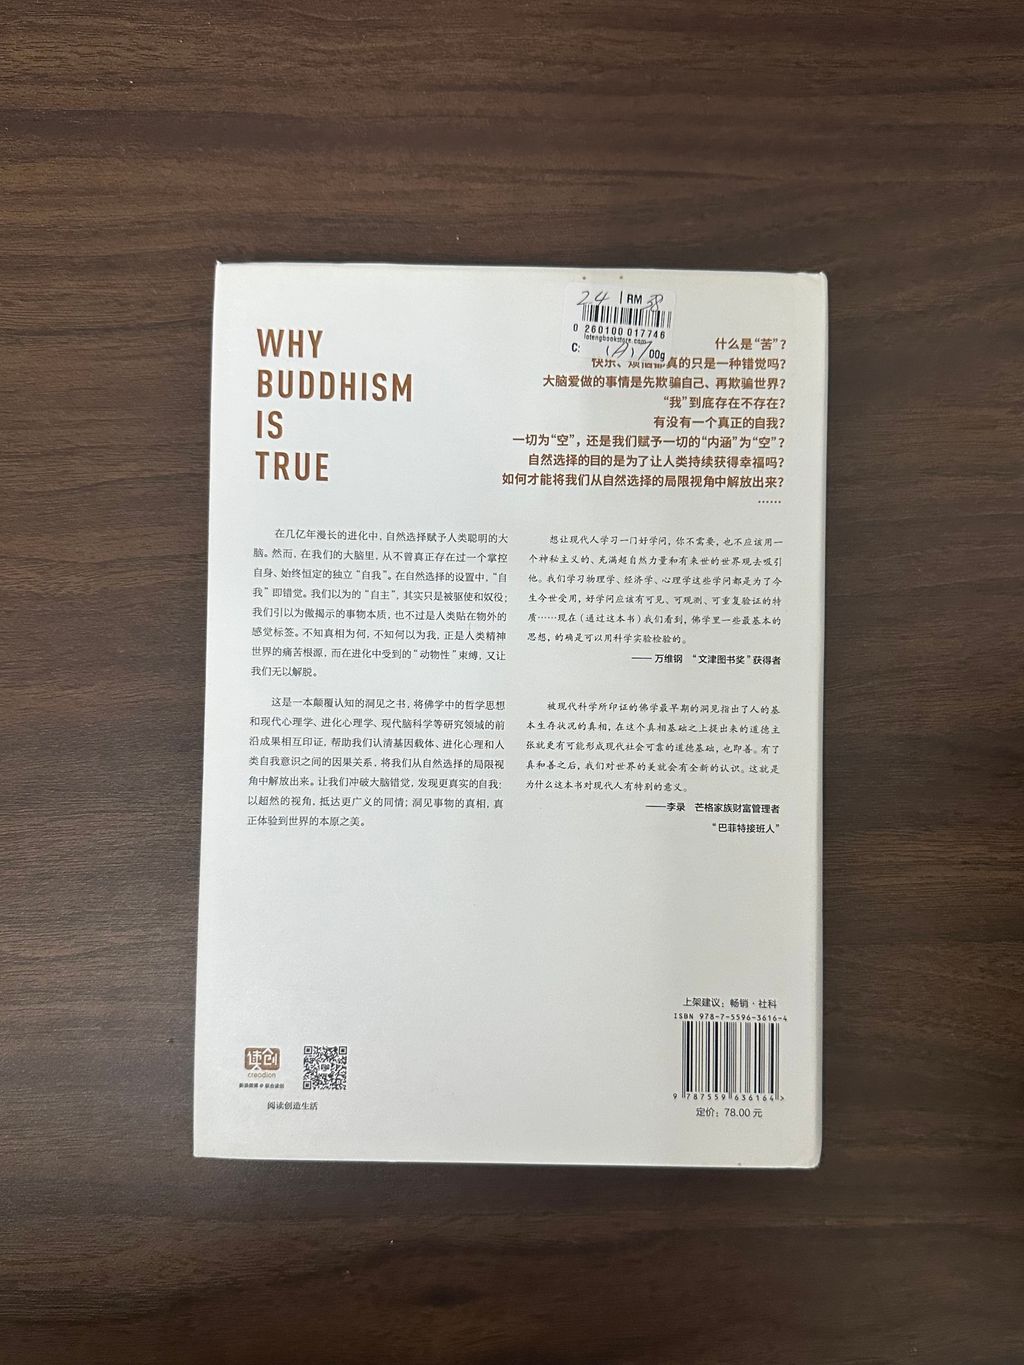 WHY
BUDDHISM
IS
TRUE
24 RM 38
0 260100 017746
latengbookstore.com
C: (A) 700g
什么是“苦”？
快乐、烦恼都真的只是一种错觉吗？
大脑爱做的事情是先欺骗自己、再欺骗世界？
“我”到底存在不存在？
有没有一个真正的自我？
一切为“空”，还是我们赋予一切的“内涵”为“空”？
自然选择的目的是为了让人类持续获得幸福吗？
如何才能将我们从自然选择的局限视角中解放出来？
……
在几亿年漫长的进化中，自然选择赋予人类聪明的大
脑。然而，在我们的大脑里，从不曾真正存在过一个掌控
自身、始终恒定的独立“自我”。在自然选择的设置中，“自
我”即错觉。我们以为的“自主”，其实只是被驱使和奴役；
我们引以为傲揭示的事物本质，也不过是人类贴在物外的
感觉标签。不知真相为何，不知何以为我，正是人类精神
世界的痛苦根源，而在进化中受到的“动物性”束缚，又让
我们无以解脱。
这是一本颠覆认知的洞见之书，将佛学中的哲学思想
和现代心理学、进化心理学、现代脑科学等研究领域的前
沿成果相互印证，帮助我们认清基因载体、进化心理和人
类自我意识之间的因果关系，将我们从自然选择的局限视
角中解放出来。让我们冲破大脑错觉，发现更真实的自我；
以超然的视角，抵达更广义的同情；洞见事物的真相，真
正体验到世界的本原之美。
想让现代人学习一门好学问，你不需要，也不应该用一
个神秘主义的、充满超自然力量和有来世的世界观去吸引
他。我们学习物理学、经济学、心理学这些学问都是为了今
生今世受用，好学问应该有可见、可观测、可重复验证的特
质……现在（通过这本书）我们看到，佛学里一些最基本的
思想，的确是可以用科学实验检验的。
——万维钢 “文津图书奖”获得者
被现代科学所印证的佛学最早期的洞见指出了人的基
本生存状况的真相，在这个真相基础之上提出来的道德主
张就更有可能形成现代社会可靠的道德基础，也即善。有了
真和善之后，我们对世界的美就会有全新的认识。这就是
为什么这本书对现代人有特别的意义。
——李录 芒格家族财富管理者
“巴菲特接班人”
读创
creadion
新浪微博@联合读创
阅读创造生活
上架建议：畅销·社科
ISBN 978-7-5596-3616-4
9 787559 636164 >
定价：78.00 元